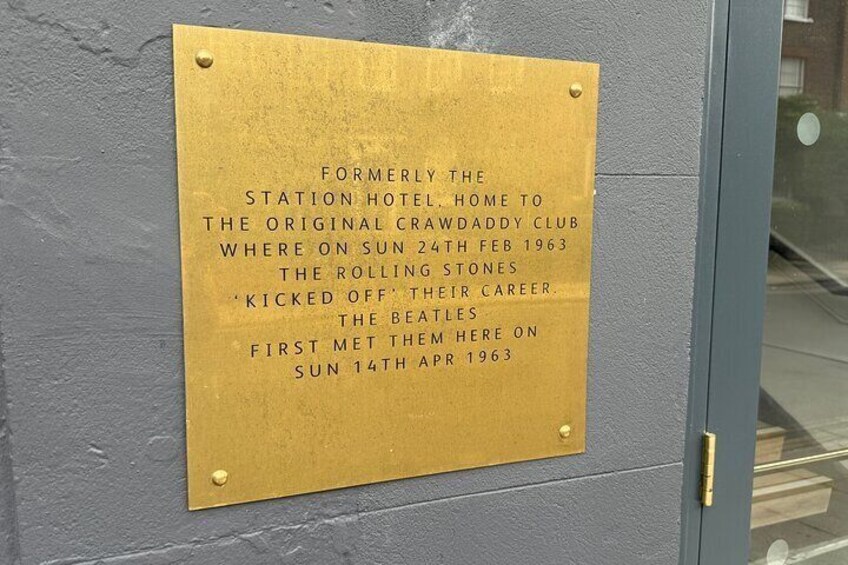 FORMERLY THE
STATION HOTEL, HOME TO
THE ORIGINAL CRAWDADDY CLUB
WHERE ON SUN 24TH FEB 1963
THE ROLLING STONES
'KICKED OFF' THEIR CAREER.
THE BEATLES
FIRST MET THEM HERE ON
SUN 14TH APR 1963